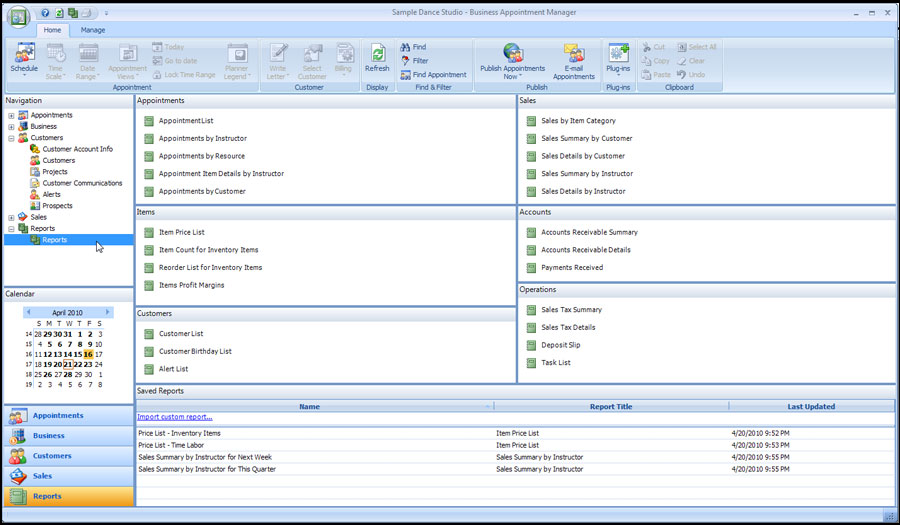 Sample Dance Studio - Business Appointment Manager
Home Manage
Schedule
Time Scale
Date Range
Appointment Views
Today
Go to date
Lock Time Range
Planner Legend
Appointment
Write Letter
Select Customer
Billing
Customer
Refresh
Display
Find
Filter
Find Appointment
Find & Filter
Publish Appointments Now
E-mail Appointments
Publish
Plug-ins
Plug-ins
Cut
Copy
Paste
Select All
Clear
Undo
Clipboard
Navigation
Appointments
Business
Customers
Customer Account Info
Customers
Projects
Customer Communications
Alerts
Prospects
Sales
Reports
Reports
Calendar
April 2010
S M T W T F S
14 28 29 30 31 1 2 3
15 4 5 6 7 8 9 10
16 11 12 13 14 15 16 17
17 18 19 20 21 22 23 24
18 25 26 27 28 29 30 1
19 2 3 4 5 6 7 8
Appointments
Business
Customers
Sales
Reports
Appointments
Appointment List
Appointments by Instructor
Appointments by Resource
Appointment Item Details by Instructor
Appointments by Customer
Items
Item Price List
Item Count for Inventory Items
Reorder List for Inventory Items
Items Profit Margins
Customers
Customer List
Customer Birthday List
Alert List
Sales
Sales by Item Category
Sales Summary by Customer
Sales Details by Customer
Sales Summary by Instructor
Sales Details by Instructor
Accounts
Accounts Receivable Summary
Accounts Receivable Details
Payments Received
Operations
Sales Tax Summary
Sales Tax Details
Deposit Slip
Task List
Saved Reports
Name Report Title Last Updated
Import custom report...
Price List - Inventory Items Item Price List 4/20/2010 9:52 PM
Price List - Time Labor Item Price List 4/20/2010 9:53 PM
Sales Summary by Instructor for Next Week Sales Summary by Instructor 4/20/2010 9:55 PM
Sales Summary by Instructor for This Quarter Sales Summary by Instructor 4/20/2010 9:55 PM